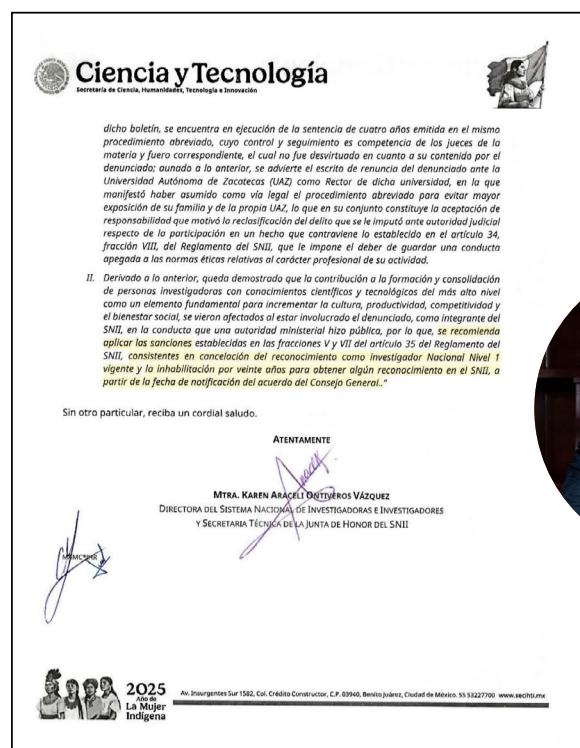 Ciencia y Tecnología
Secretaría de Ciencia, Humanidades, Tecnología e Innovación
dicho boletín, se encuentra en ejecución de la sentencia de cuatro años emitida en el mismo
procedimiento abreviado, cuyo control y seguimiento es competencia de los jueces de la
materia y fuero correspondiente, el cual no fue desvirtuado en cuanto a su contenido por el
denunciado; aunado a lo anterior, se advierte el escrito de renuncia del denunciado ante la
Universidad Autónoma de Zacatecas (UAZ) como Rector de dicha universidad, en la que
manifestó haber asumido como vía legal el procedimiento abreviado para evitar mayor
exposición de su familia y de la propia UAZ, lo que en su conjunto constituye la aceptación de
responsabilidad que motivó la reclasificación del delito que se le imputó ante autoridad judicial
respecto de la participación en un hecho que contraviene lo establecido en el artículo 34,
fracción VIII, del Reglamento del SNII, que le impone el deber de guardar una conducta
apegada a las normas éticas relativas al carácter profesional de su actividad.
II. Derivado a lo anterior, queda demostrado que la contribución a la formación y consolidación
de personas investigadoras con conocimientos científicos y tecnológicos del más alto nivel
como un elemento fundamental para incrementar la cultura, productividad, competitividad y
el bienestar social, se vieron afectados al estar involucrado el denunciado, como integrante del
SNII, en la conducta que una autoridad ministerial hizo pública, por lo que, se recomienda
aplicar las sanciones establecidas en las fracciones V y VII del artículo 35 del Reglamento del
SNII, consistentes en cancelación del reconocimiento como investigador Nacional Nivel 1
vigente y la inhabilitación por veinte años para obtener algún reconocimiento en el SNII, a
partir de la fecha de notificación del acuerdo del Consejo General.."
Sin otro particular, reciba un cordial saludo.
ATENTAMENTE
MTRA. KAREN ARACELI ONTIVEROS VÁZQUEZ
DIRECTORA DEL SISTEMA NACIONAL DE INVESTIGADORAS E INVESTIGADORES
Y SECRETARIA TÉCNICA DE LA JUNTA DE HONOR DEL SNII
2025
Año de
La Mujer
Indígena
Av. Insurgentes Sur 1582, Col. Crédito Constructor, C.P. 03940, Benito Juárez, Ciudad de México. 55 53227700 www.secihti.mx